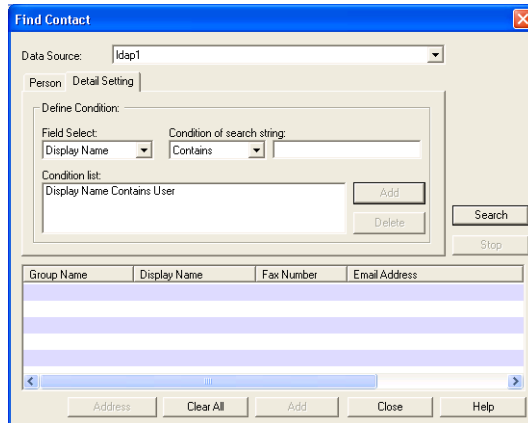 Find Contact
Data Source: ldap1
Person Detail Setting
Define Condition:
Field Select: Condition of search string:
Display Name Contains
Condition list:
Display Name Contains User
Add
Delete
Search
Stop
Group Name Display Name Fax Number Email Address
Address Clear All Add Close Help